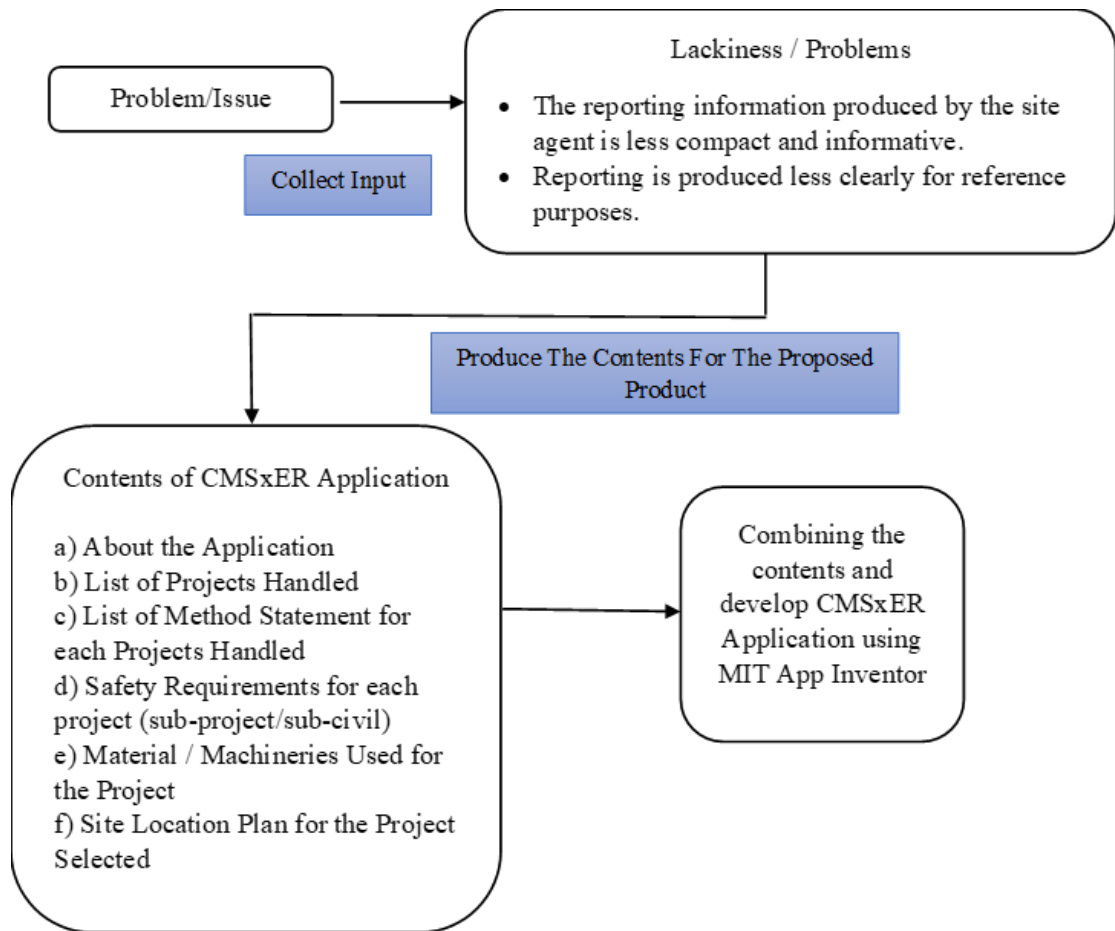 Problem/Issue
Collect Input
Lackiness / Problems
• The reporting information produced by the site
agent is less compact and informative.
• Reporting is produced less clearly for reference
purposes.
Produce The Contents For The Proposed
Product
Contents of CMSxER Application
a) About the Application
b) List of Projects Handled
c) List of Method Statement for
each Projects Handled
d) Safety Requirements for each
project (sub-project/sub-civil)
e) Material / Machineries Used for
the Project
f) Site Location Plan for the Project
Selected
Combining the
contents and
develop CMSxER
Application using
MIT App Inventor